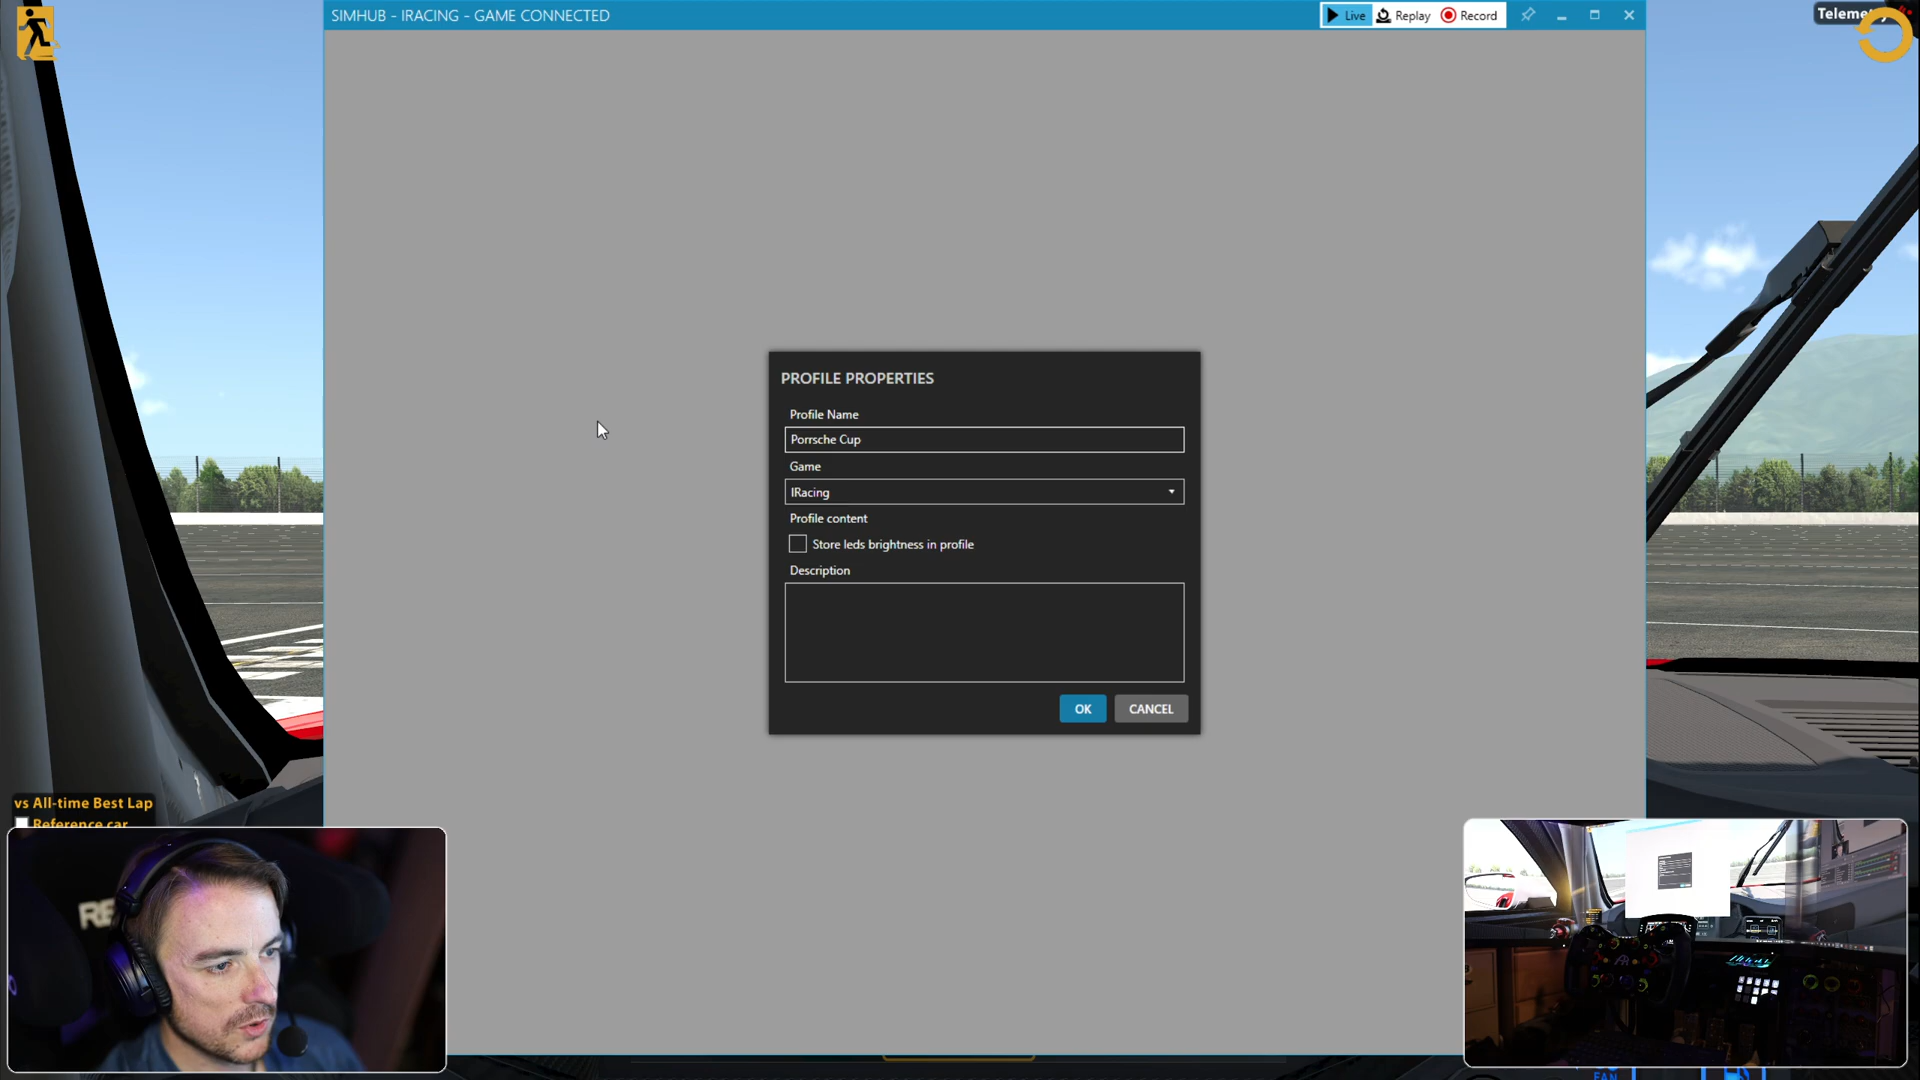 SIMHUB - IRACING - GAME CONNECTED
Live
Replay
Record
PROFILE PROPERTIES
Profile Name
Porrsche Cup
Game
IRacing
Profile content
Store leds brightness in profile
Description
OK
CANCEL
vs All-time Best Lap
Reference car
FAN